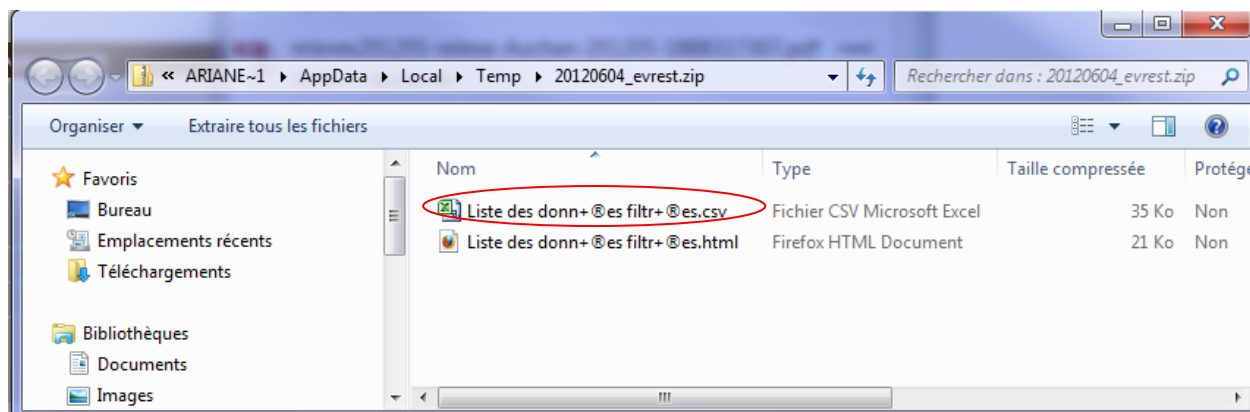 « ARIANE~1 ▸ AppData ▸ Local ▸ Temp ▸ 20120604_evrest.zip Rechercher dans : 20120604_evrest.zip
Organiser Extraire tous les fichiers
Nom Type Taille compressée Protégé
Favoris
Bureau Liste des donn+®es filtr+®es.csv Fichier CSV Microsoft Excel 35 Ko Non
Emplacements récents Liste des donn+®es filtr+®es.html Firefox HTML Document 21 Ko Non
Téléchargements
Bibliothèques
Documents
Images